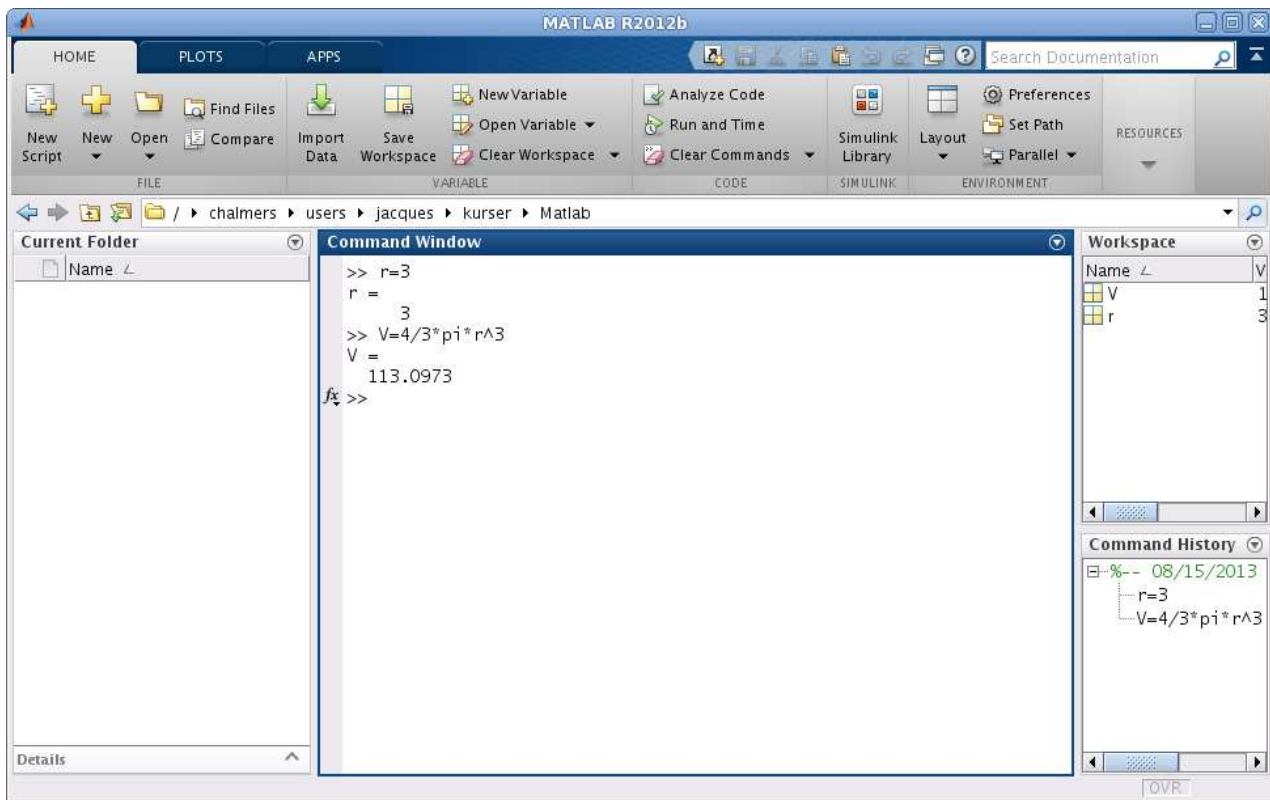 MATLAB R2012b
HOME PLOTS APPS Search Documentation
New Script
New
Open
Find Files
Compare
FILE
Import Data
Save Workspace
New Variable
Open Variable
Clear Workspace
VARIABLE
Analyze Code
Run and Time
Clear Commands
CODE
Simulink Library
SIMULINK
Layout
Preferences
Set Path
Parallel
ENVIRONMENT
RESOURCES
/ chalmers users jacques kurser Matlab
Current Folder
Name
Details
Command Window
>> r=3
r =
3
>> V=4/3*pi*r^3
V =
113.0973
fx >>
Workspace
Name V
V 1
r 3
Command History
%-- 08/15/2013
r=3
V=4/3*pi*r^3
OVR